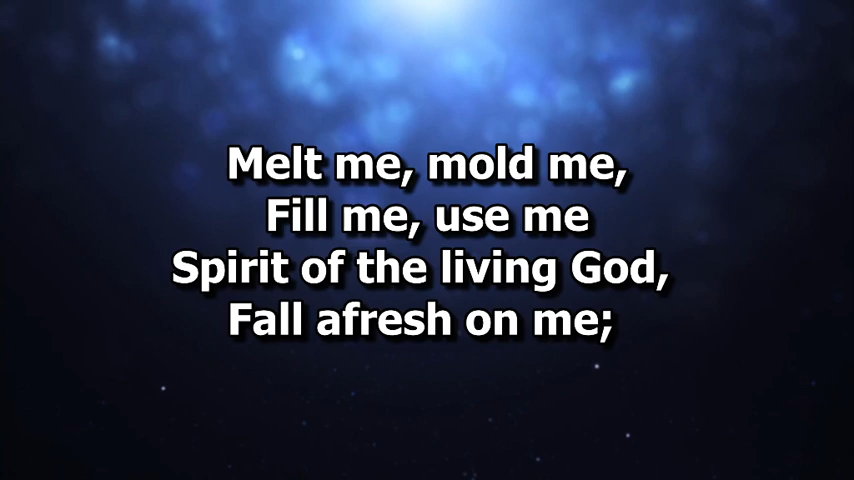 Melt me, mold me,
Fill me, use me
Spirit of the living God,
Fall afresh on me;